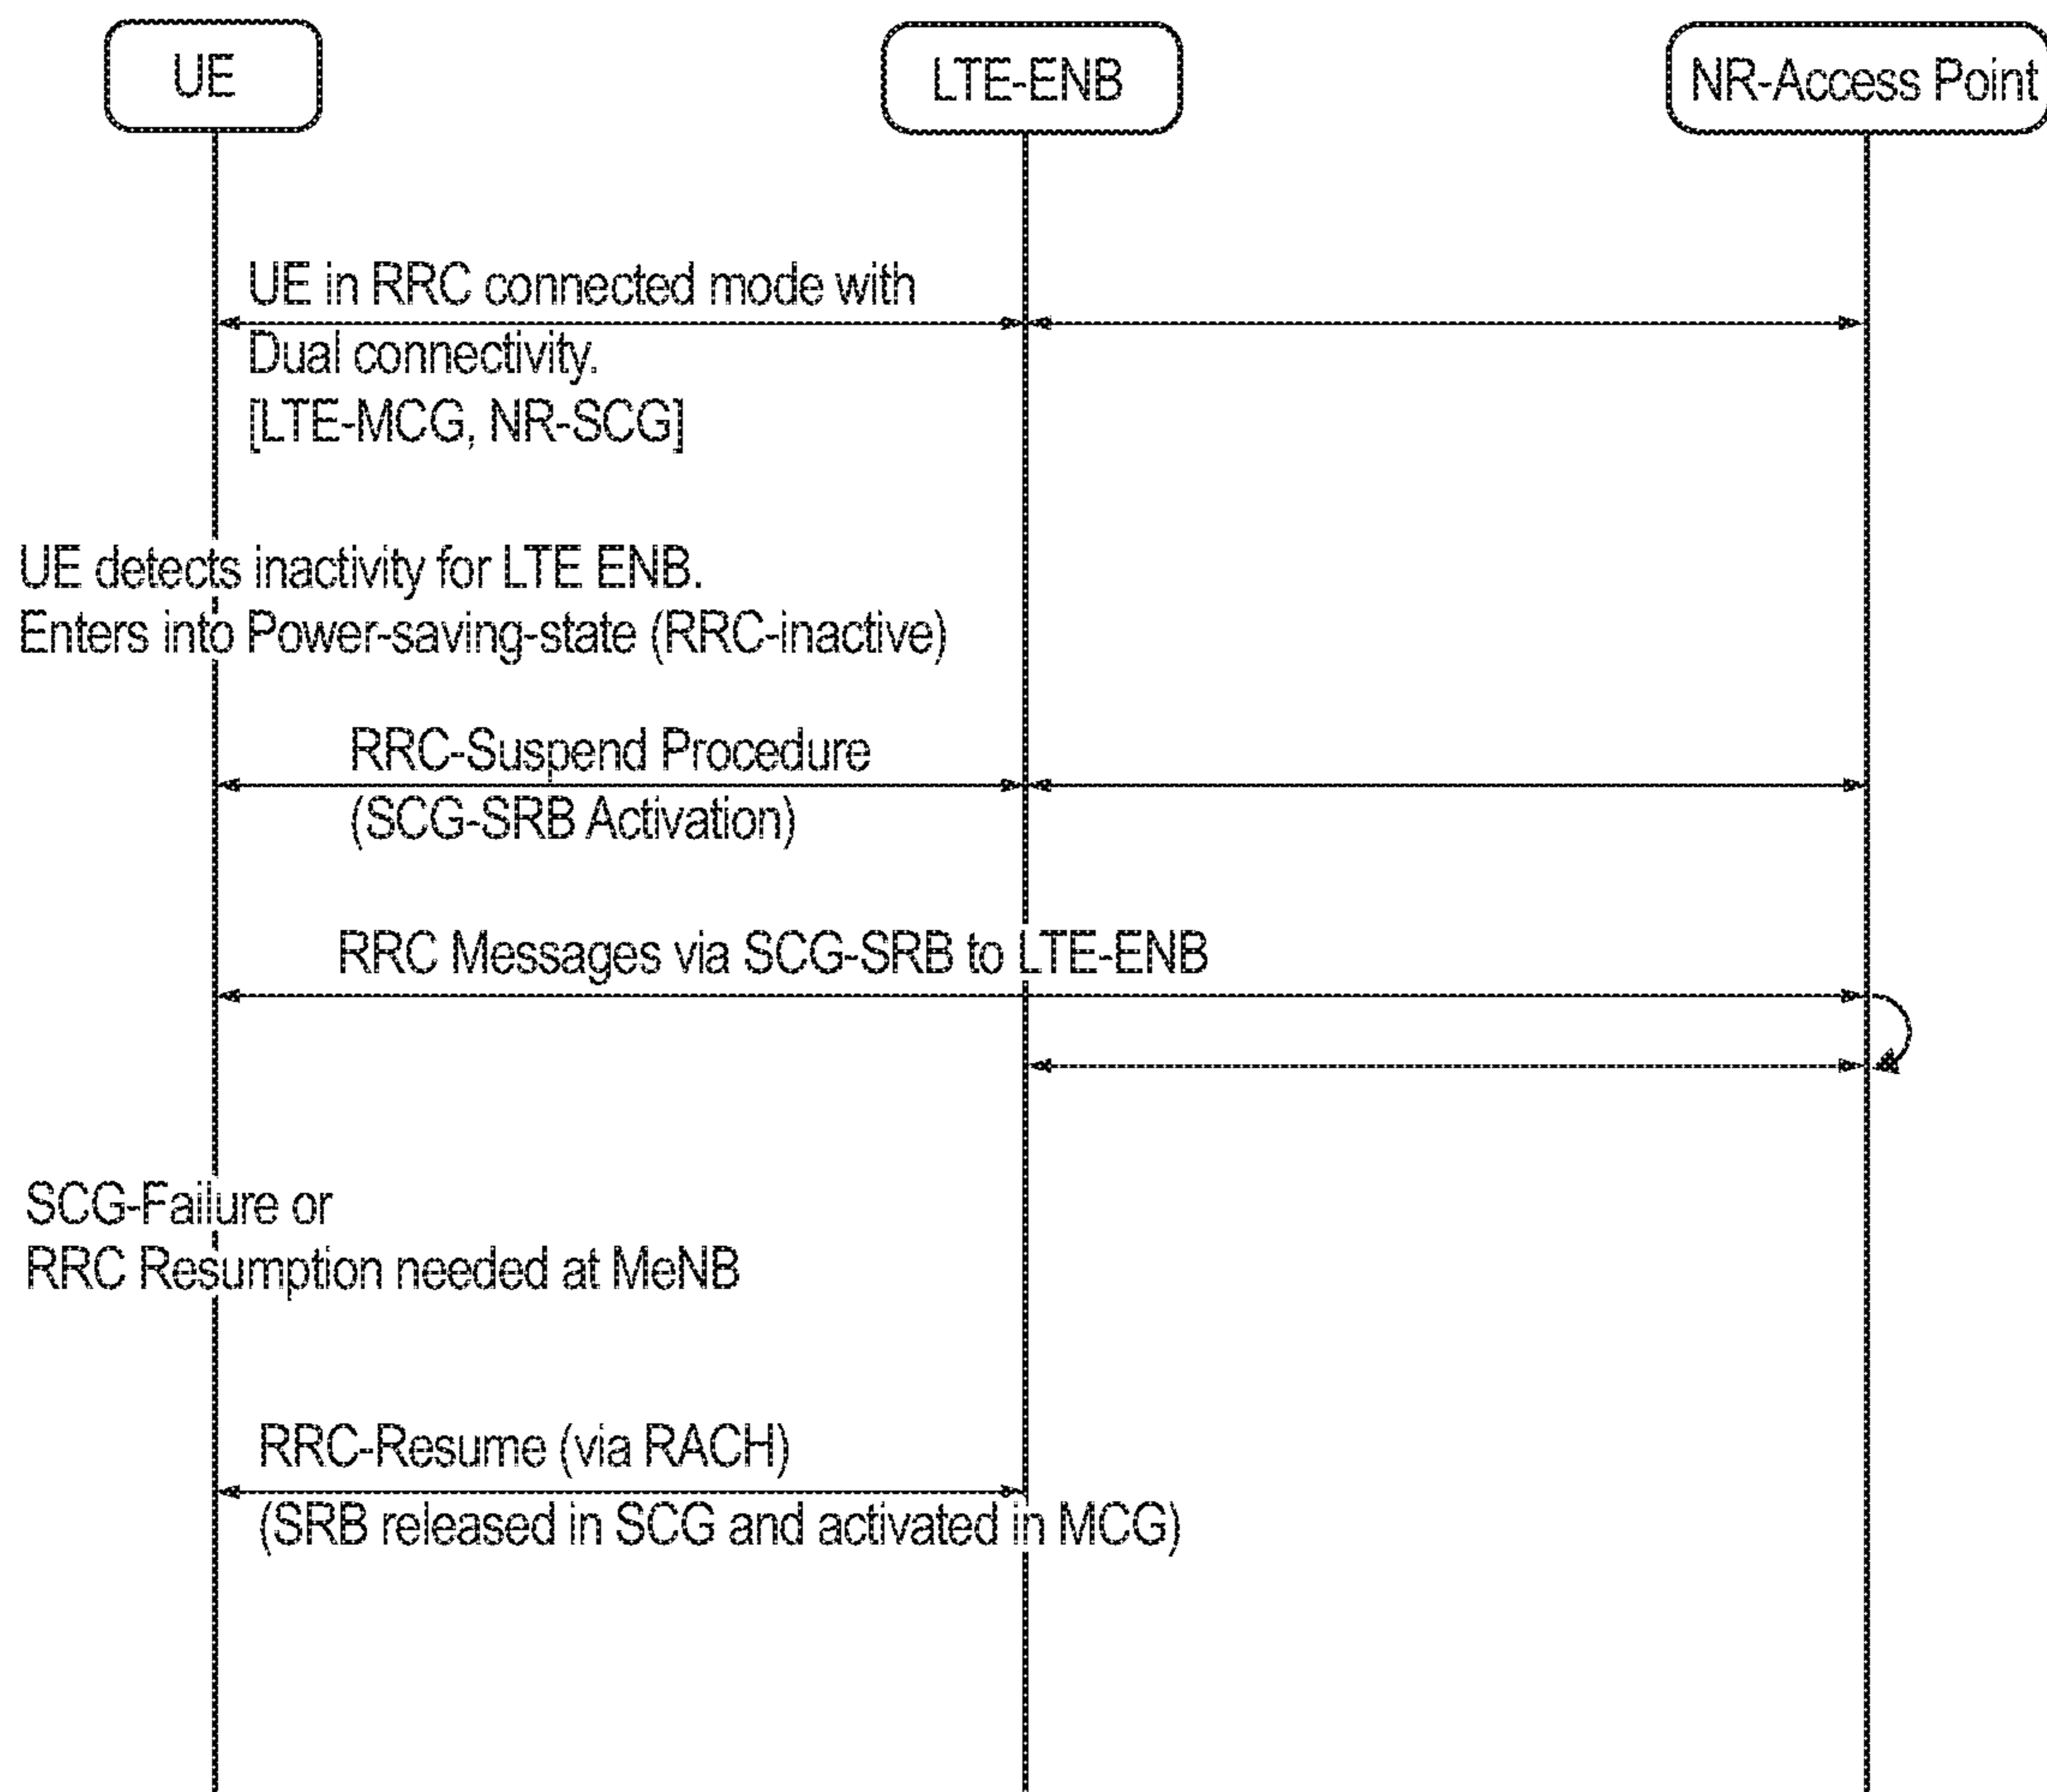 UE
LTE-ENB
NR-Access Point
UE in RRC connected mode with
Dual connectivity.
[LTE-MCG, NR-SCG]
UE detects inactivity for LTE ENB.
Enters into Power-saving-state (RRC-inactive)
RRC-Suspend Procedure
(SCG-SRB Activation)
RRC Messages via SCG-SRB to LTE-ENB
SCG-Failure or
RRC Resumption needed at MeNB
RRC-Resume (via RACH)
(SRB released in SCG and activated in MCG)